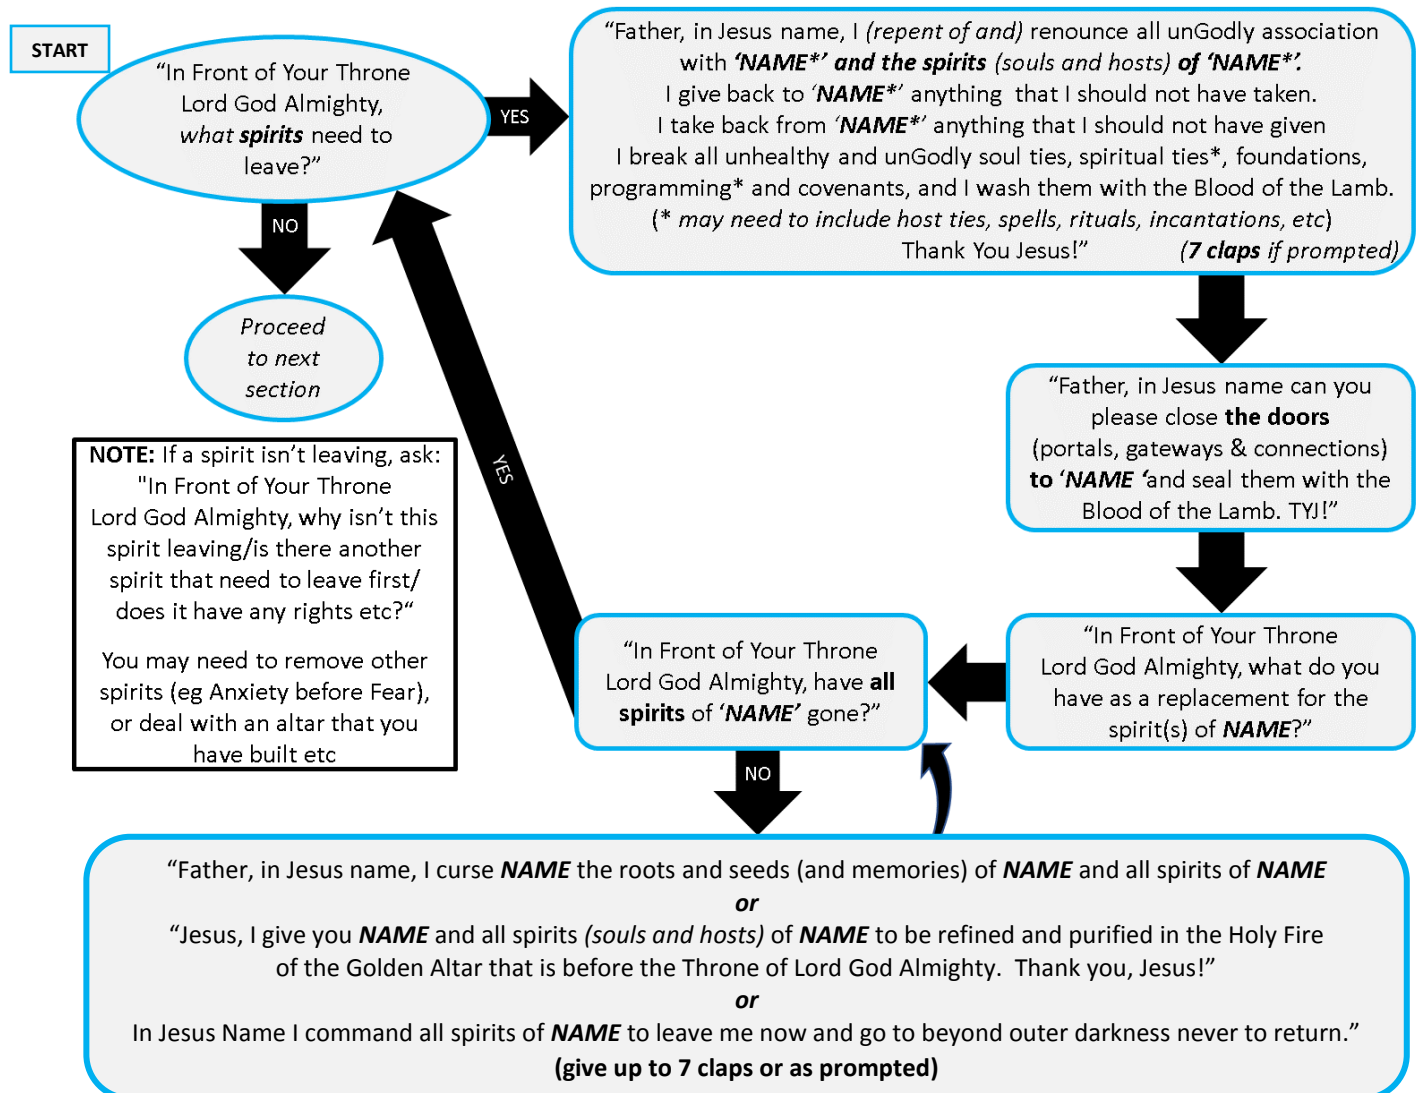 START
“In Front of Your Throne
Lord God Almighty,
what spirits need to
leave?”
YES
“Father, in Jesus name, I (repent of and) renounce all unGodly association
with ‘NAME*’ and the spirits (souls and hosts) of ‘NAME*’.
I give back to ‘NAME*’ anything that I should not have taken.
I take back from ‘NAME*’ anything that I should not have given
I break all unhealthy and unGodly soul ties, spiritual ties*, foundations,
programming* and covenants, and I wash them with the Blood of the Lamb.
(* may need to include host ties, spells, rituals, incantations, etc)
Thank You Jesus!” (7 claps if prompted)
NO
Proceed
to next
section
“Father, in Jesus name can you
please close the doors
(portals, gateways & connections)
to ‘NAME ‘and seal them with the
Blood of the Lamb. TYJ!”
“In Front of Your Throne
Lord God Almighty, what do you
have as a replacement for the
spirit(s) of NAME?”
“In Front of Your Throne
Lord God Almighty, have all
spirits of ‘NAME’ gone?”
YES
NOTE: If a spirit isn’t leaving, ask:
"In Front of Your Throne
Lord God Almighty, why isn’t this
spirit leaving/is there another
spirit that need to leave first/
does it have any rights etc?“
You may need to remove other
spirits (eg Anxiety before Fear),
or deal with an altar that you
have built etc
NO
“Father, in Jesus name, I curse NAME the roots and seeds (and memories) of NAME and all spirits of NAME
or
“Jesus, I give you NAME and all spirits (souls and hosts) of NAME to be refined and purified in the Holy Fire
of the Golden Altar that is before the Throne of Lord God Almighty. Thank you, Jesus!”
or
In Jesus Name I command all spirits of NAME to leave me now and go to beyond outer darkness never to return.”
(give up to 7 claps or as prompted)